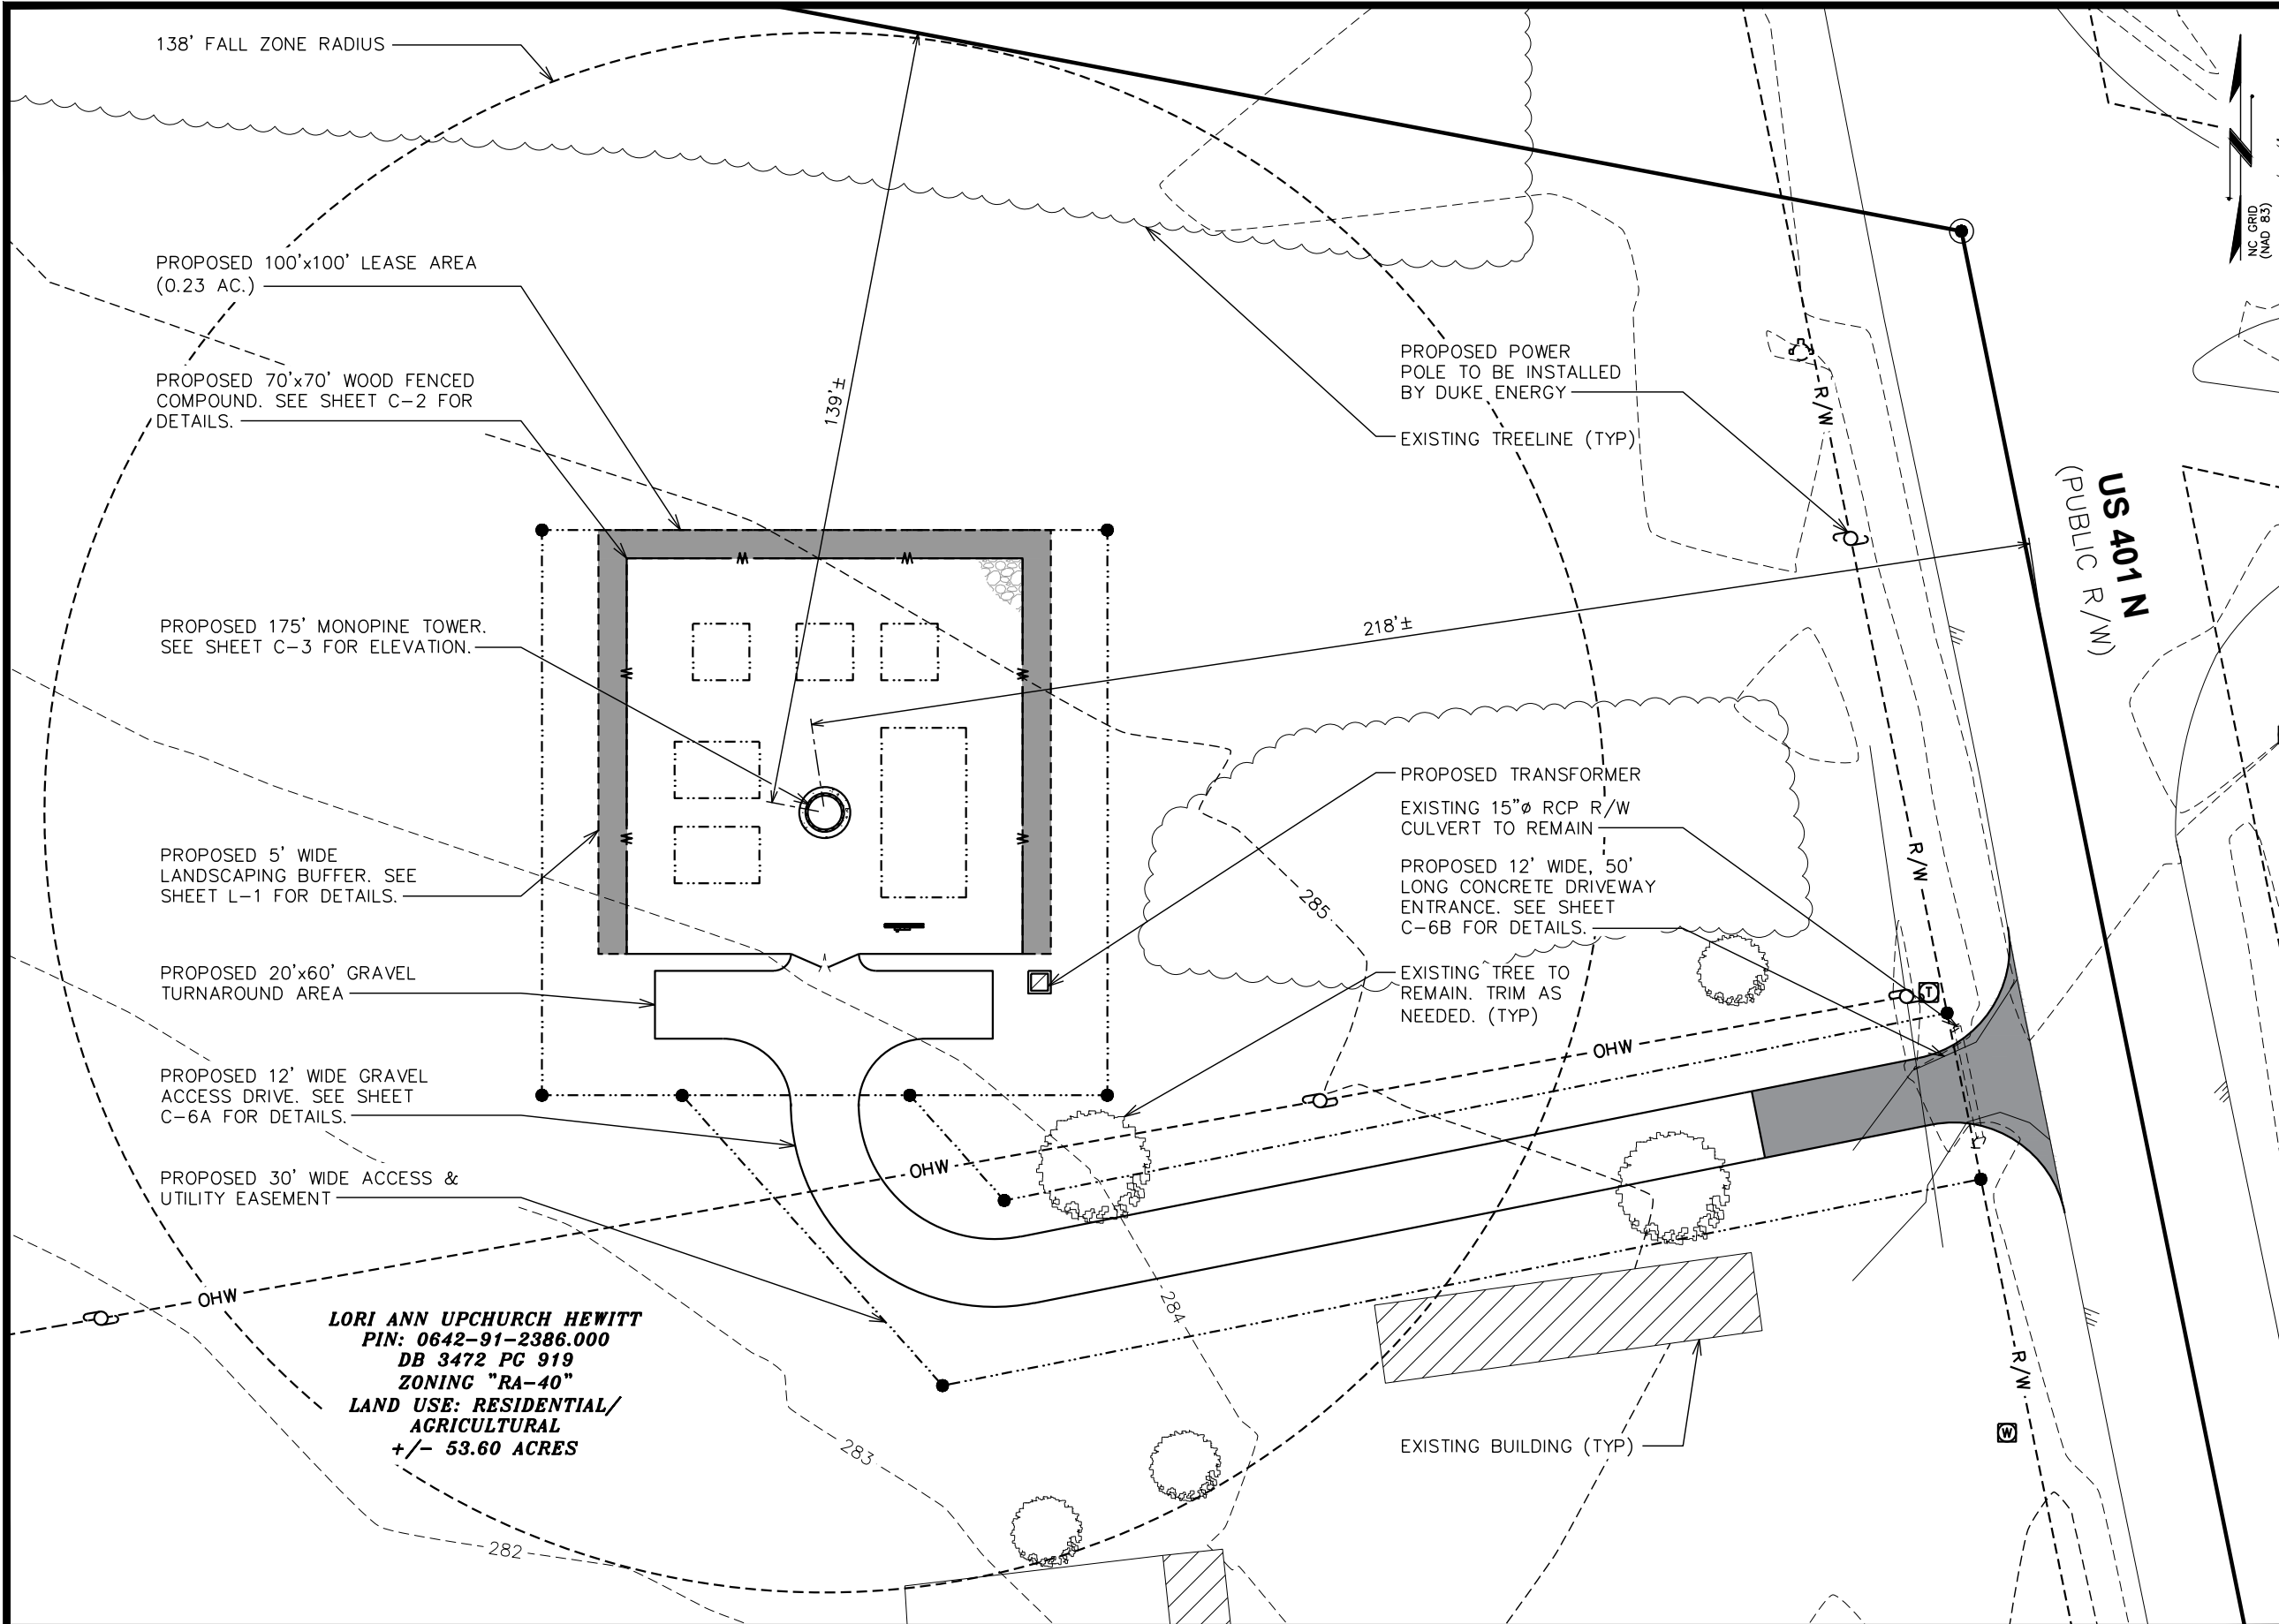 138' FALL ZONE RADIUS
PROPOSED 100'x100' LEASE AREA
(0.23 AC.)
PROPOSED 70'x70' WOOD FENCED
COMPOUND. SEE SHEET C-2 FOR
DETAILS.
PROPOSED 175' MONOPINE TOWER.
SEE SHEET C-3 FOR ELEVATION.
PROPOSED 5' WIDE
LANDSCAPING BUFFER. SEE
SHEET L-1 FOR DETAILS.
PROPOSED 20'x60' GRAVEL
TURNAROUND AREA
PROPOSED 12' WIDE GRAVEL
ACCESS DRIVE. SEE SHEET
C-6A FOR DETAILS.
PROPOSED 30' WIDE ACCESS &
UTILITY EASEMENT
OHW
LORI ANN UPCHURCH HEWITT
PIN: 0642-91-2386.000
DB 3472 PG 919
ZONING "RA-40"
LAND USE: RESIDENTIAL/
AGRICULTURAL
+/- 53.60 ACRES
282
283
284
285
139'±
218'±
OHW
OHW
PROPOSED POWER
POLE TO BE INSTALLED
BY DUKE ENERGY
EXISTING TREELINE (TYP)
PROPOSED TRANSFORMER
EXISTING 15"ø RCP R/W
CULVERT TO REMAIN
PROPOSED 12' WIDE, 50'
LONG CONCRETE DRIVEWAY
ENTRANCE. SEE SHEET
C-6B FOR DETAILS.
EXISTING TREE TO
REMAIN. TRIM AS
NEEDED. (TYP)
EXISTING BUILDING (TYP)
R/W
R/W
R/W
T
W
US 401 N
(PUBLIC R/W)
NC GRID
(NAD 83)